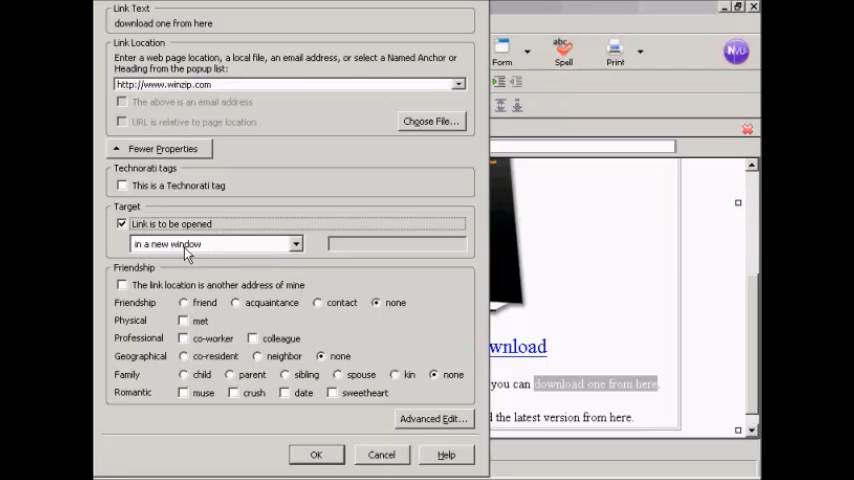 Link Text
download one from here
Link Location
Enter a web page location, a local file, an email address, or select a Named Anchor or
Heading from the popup list:
http://www.winzip.com
The above is an email address
URL is relative to page location
Choose File...
Fewer Properties
Technorati tags
This is a Technorati tag
Target
Link is to be opened
in a new window
Friendship
The link location is another address of mine
Friendship friend acquaintance contact none
Physical met
Professional co-worker colleague
Geographical co-resident neighbor none
Family child parent sibling spouse kin none
Romantic muse crush date sweetheart
Advanced Edit...
OK Cancel Help
Form Spell Print
abc
NVU
wnload
you can download one from here.
d the latest version from here.